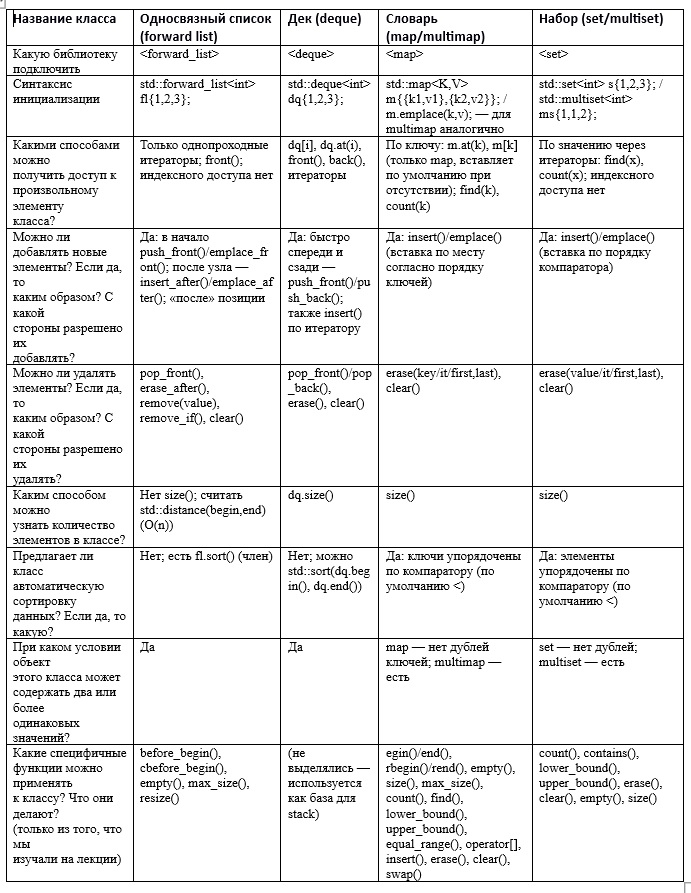 Название класса
Односвязный список
(forward list)
Дек (deque)
Словарь
(map/multimap)
Набор (set/multiset)
Какую библиотеку
подключить
<forward_list>
<deque>
<map>
<set>
Синтаксис
инициализации
std::forward_list<int>
fl{1,2,3};
std::deque<int>
dq{1,2,3};
std::map<K,V>
m{{k1,v1},{k2,v2}}; /
m.emplace(k,v); — для
multimap аналогично
std::set<int> s{1,2,3}; /
std::multiset<int>
ms{1,1,2};
Какими способами
можно
получить доступ к
произвольному
элементу
класса?
Только однопроходные
итераторы; front();
индексного доступа нет
dq[i], dq.at(i),
front(), back(),
итераторы
По ключу: m.at(k), m[k]
(только map, вставляет
по умолчанию при
отсутствии); find(k),
count(k)
По значению через
итераторы: find(x),
count(x); индексного
доступа нет
Можно ли
добавлять новые
элементы? Если да,
то
каким образом? С
какой
стороны разрешено
их
добавлять?
Да: в начало
push_front()/emplace_fr
ont(); после узла —
insert_after()/emplace_af
ter(); «после» позиции
Да: быстро
спереди и
сзади —
push_front()/pu
sh_back();
также insert()
по итератору
Да: insert()/emplace()
(вставка по месту
согласно порядку
ключей)
Да: insert()/emplace()
(вставка по порядку
компаратора)
Можно ли удалять
элементы? Если да,
то
каким образом? С
какой
стороны разрешено
их
удалять?
pop_front(),
erase_after(),
remove(value),
remove_if(), clear()
pop_front()/pop
_back(),
erase(), clear()
erase(key/it/first,last),
clear()
erase(value/it/first,last),
clear()
Каким способом
можно
узнать количество
элементов в классе?
Нет size(); считать
std::distance(begin,end)
(O(n))
dq.size()
size()
size()
Предлагает ли
класс
автоматическую
сортировку
данных? Если да, то
какую?
Нет; есть fl.sort() (член)
Нет; можно
std::sort(dq.beg
in(), dq.end())
Да: ключи упорядочены
по компаратору (по
умолчанию <)
Да: элементы
упорядочены по
компаратору (по
умолчанию <)
При каком условии
объект
этого класса может
содержать два или
более
одинаковых
значений?
Да
Да
map — нет дублей
ключей; multimap —
есть
set — нет дублей;
multiset — есть
Какие специфичные
функции можно
применять
к классу? Что они
делают?
(только из того, что
мы
изучали на лекции)
before_begin(),
cbefore_begin(),
empty(), max_size(),
resize()
(не
выделялись —
используется
как база для
stack)
egin()/end(),
rbegin()/rend(), empty(),
size(), max_size(),
count(), find(),
lower_bound(),
upper_bound(),
equal_range(), operator[],
insert(), erase(), clear(),
swap()
count(), contains(),
lower_bound(),
upper_bound(), erase(),
clear(), empty(), size()